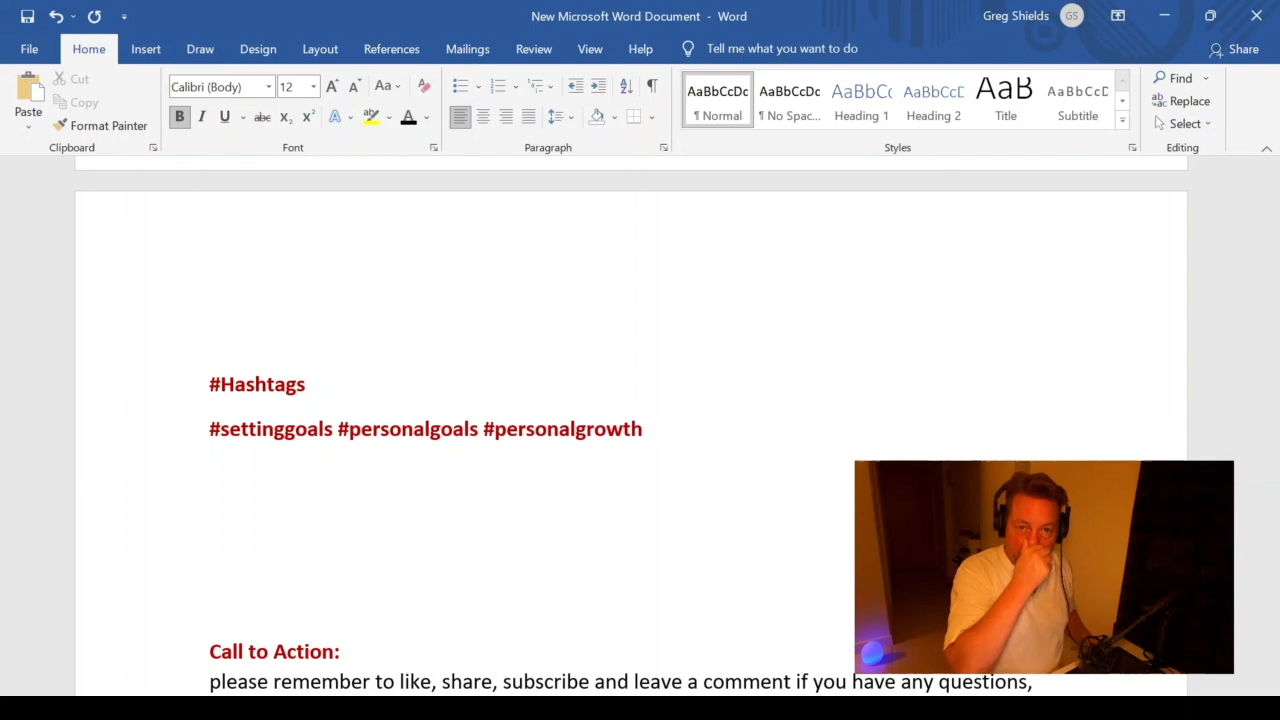 New Microsoft Word Document - Word
Greg Shields
GS
File Home Insert Draw Design Layout References Mailings Review View Help Tell me what you want to do Share
Paste
Cut
Copy
Format Painter
Clipboard
Calibri (Body) 12
Font
Paragraph
AaBbCcDc AaBbCcDc AaBbCc AaBbCcD AaB AaBbCcD
¶ Normal ¶ No Spac... Heading 1 Heading 2 Title Subtitle
Styles
Find
Replace
Select
Editing
#Hashtags
#settinggoals #personalgoals #personalgrowth
Call to Action:
please remember to like, share, subscribe and leave a comment if you have any questions,